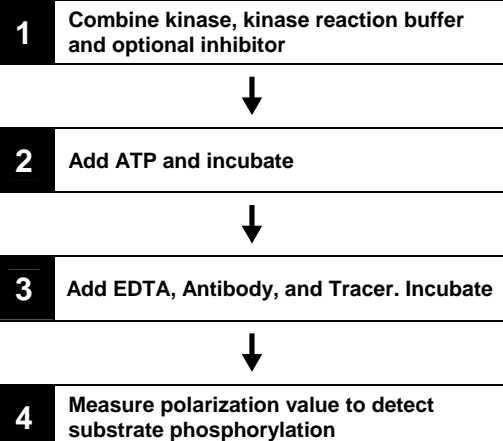 1
Combine kinase, kinase reaction buffer
and optional inhibitor
2
Add ATP and incubate
3
Add EDTA, Antibody, and Tracer. Incubate
4
Measure polarization value to detect
substrate phosphorylation